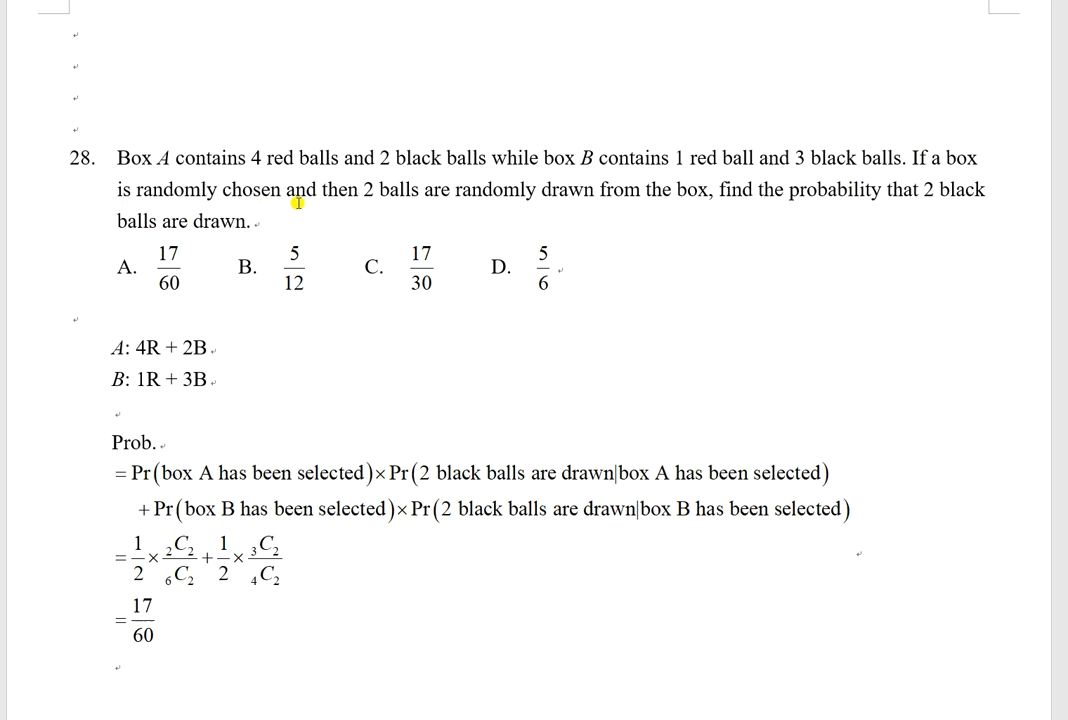 28. Box A contains 4 red balls and 2 black balls while box B contains 1 red ball and 3 black balls. If a box
is randomly chosen and then 2 balls are randomly drawn from the box, find the probability that 2 black
balls are drawn.
A. 17/60 B. 5/12 C. 17/30 D. 5/6
A: 4R + 2B
B: 1R + 3B
Prob.
= Pr(box A has been selected)×Pr(2 black balls are drawn|box A has been selected)
+Pr(box B has been selected)×Pr(2 black balls are drawn|box B has been selected)
= 1/2 × ₂C₂/₆C₂ + 1/2 × ₃C₂/₄C₂
= 17/60